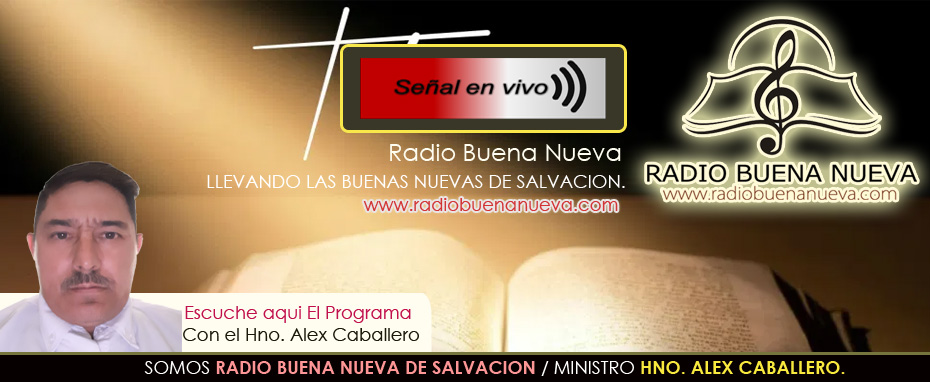 Señal en vivo
Radio Buena Nueva
LLEVANDO LAS BUENAS NUEVAS DE SALVACION.
www.radiobuenanueva.com
RADIO BUENA NUEVA
www.radiobuenanueva.com
Escuche aqui El Programa
Con el Hno. Alex Caballero
SOMOS RADIO BUENA NUEVA DE SALVACION / MINISTRO HNO. ALEX CABALLERO.